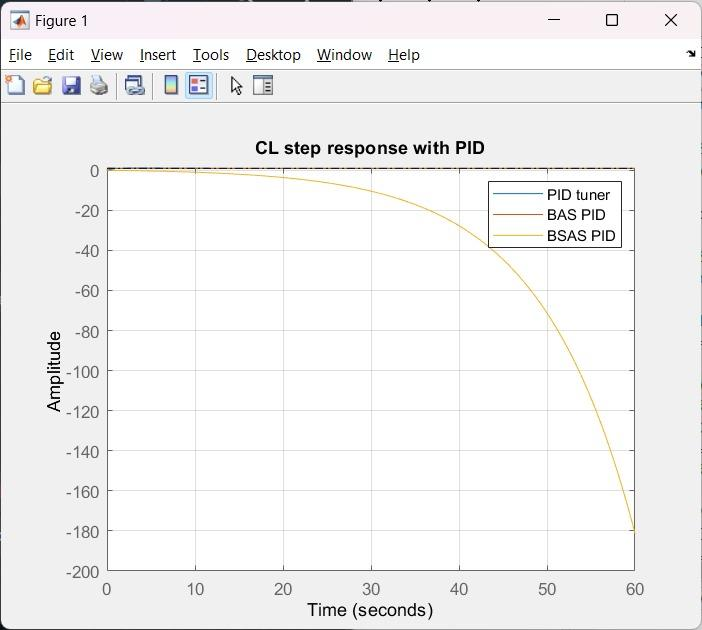 Figure 1
File Edit View Insert Tools Desktop Window Help
CL step response with PID
PID tuner
BAS PID
BSAS PID
Amplitude
0
-20
-40
-60
-80
-100
-120
-140
-160
-180
-200
0 10 20 30 40 50 60
Time (seconds)